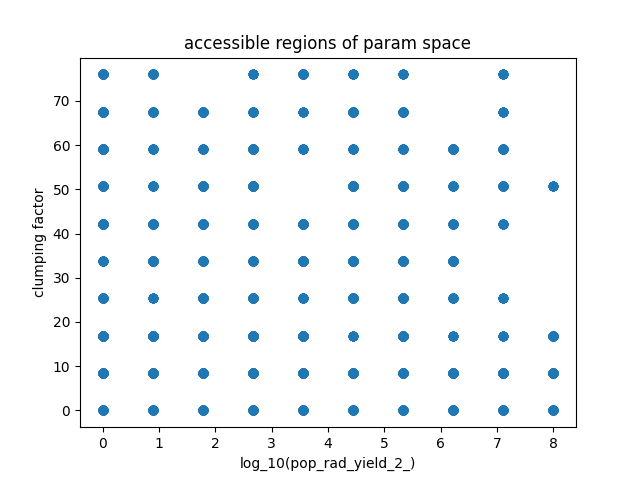 accessible regions of param space
clumping factor
70
60
50
40
30
20
10
0
0 1 2 3 4 5 6 7 8
log_10(pop_rad_yield_2_)